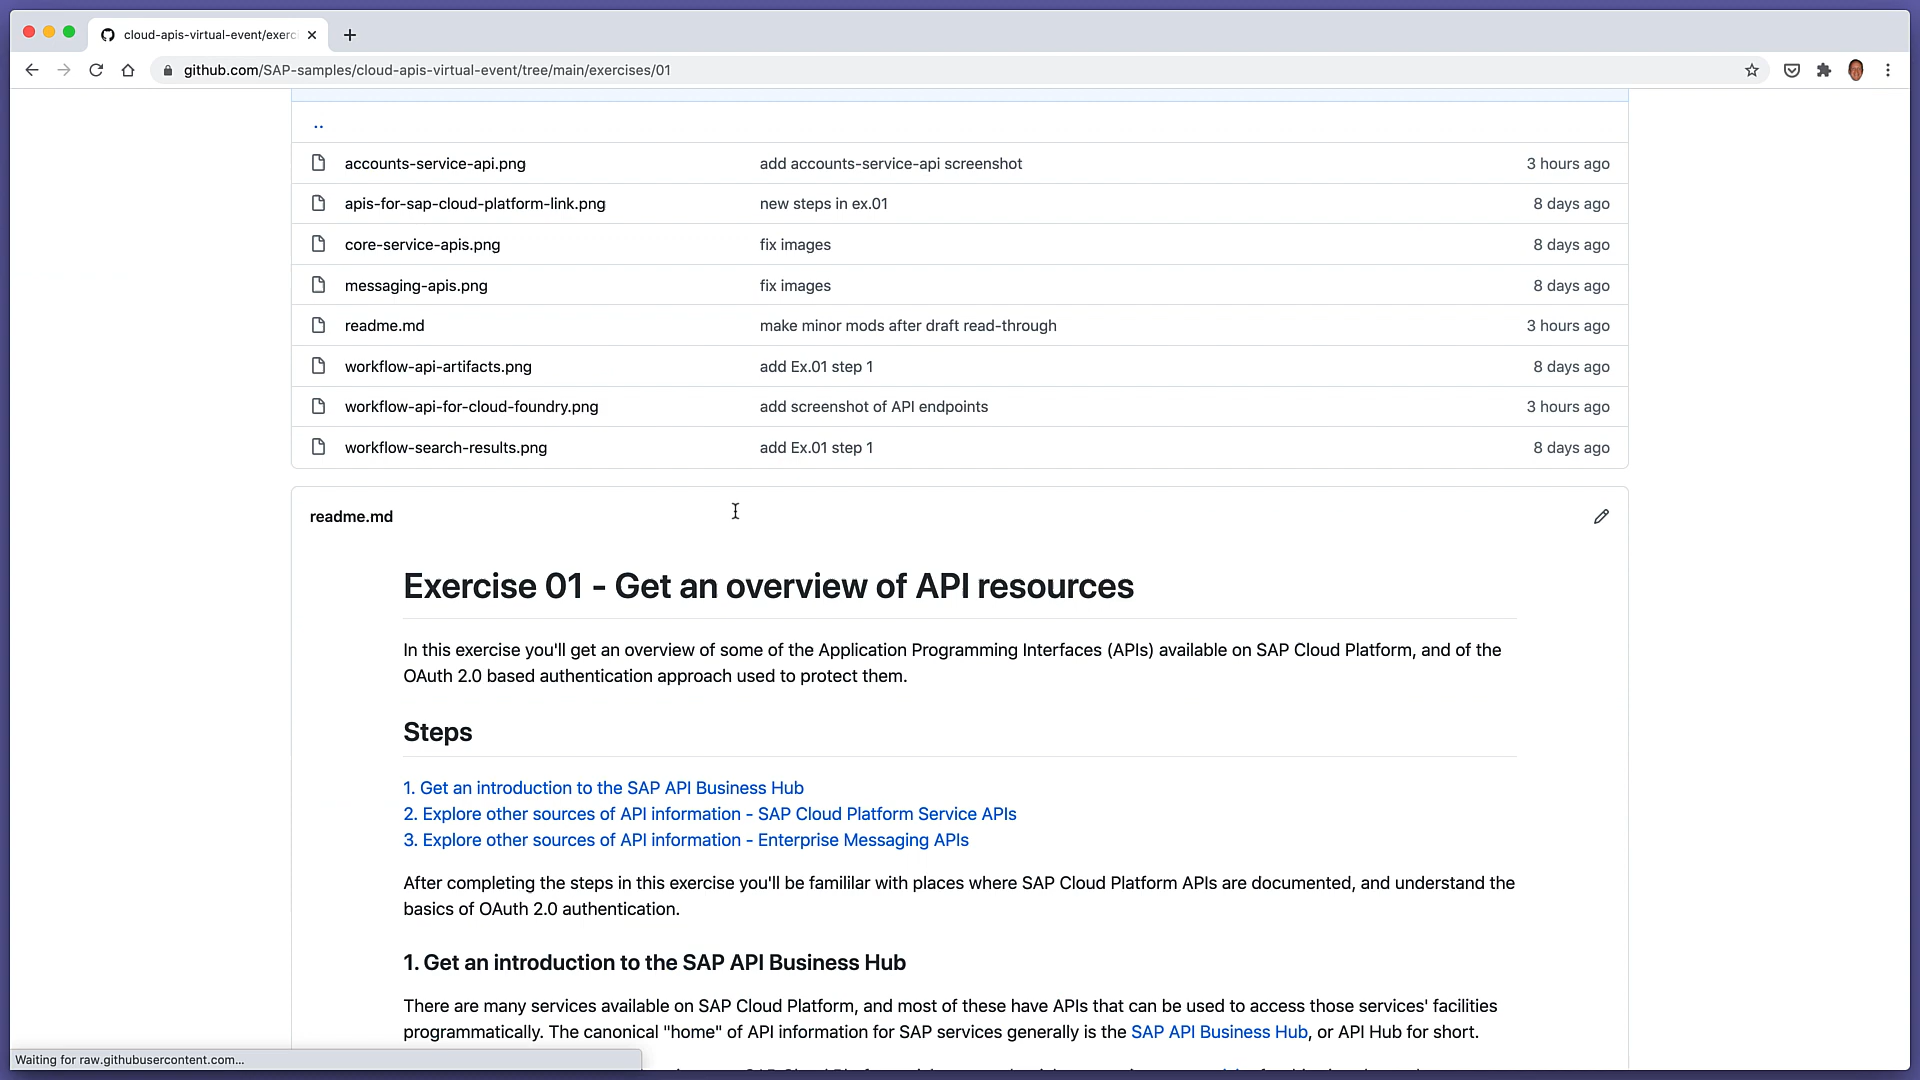 cloud-apis-virtual-event/exerc
github.com/SAP-samples/cloud-apis-virtual-event/tree/main/exercises/01
..
accounts-service-api.png add accounts-service-api screenshot 3 hours ago
apis-for-sap-cloud-platform-link.png new steps in ex.01 8 days ago
core-service-apis.png fix images 8 days ago
messaging-apis.png fix images 8 days ago
readme.md make minor mods after draft read-through 3 hours ago
workflow-api-artifacts.png add Ex.01 step 1 8 days ago
workflow-api-for-cloud-foundry.png add screenshot of API endpoints 3 hours ago
workflow-search-results.png add Ex.01 step 1 8 days ago
readme.md
Exercise 01 - Get an overview of API resources
In this exercise you'll get an overview of some of the Application Programming Interfaces (APIs) available on SAP Cloud Platform, and of the
OAuth 2.0 based authentication approach used to protect them.
Steps
1. Get an introduction to the SAP API Business Hub
2. Explore other sources of API information - SAP Cloud Platform Service APIs
3. Explore other sources of API information - Enterprise Messaging APIs
After completing the steps in this exercise you'll be famililar with places where SAP Cloud Platform APIs are documented, and understand the
basics of OAuth 2.0 authentication.
1. Get an introduction to the SAP API Business Hub
There are many services available on SAP Cloud Platform, and most of these have APIs that can be used to access those services' facilities
programmatically. The canonical "home" of API information for SAP services generally is the SAP API Business Hub, or API Hub for short.
Waiting for raw.githubusercontent.com...